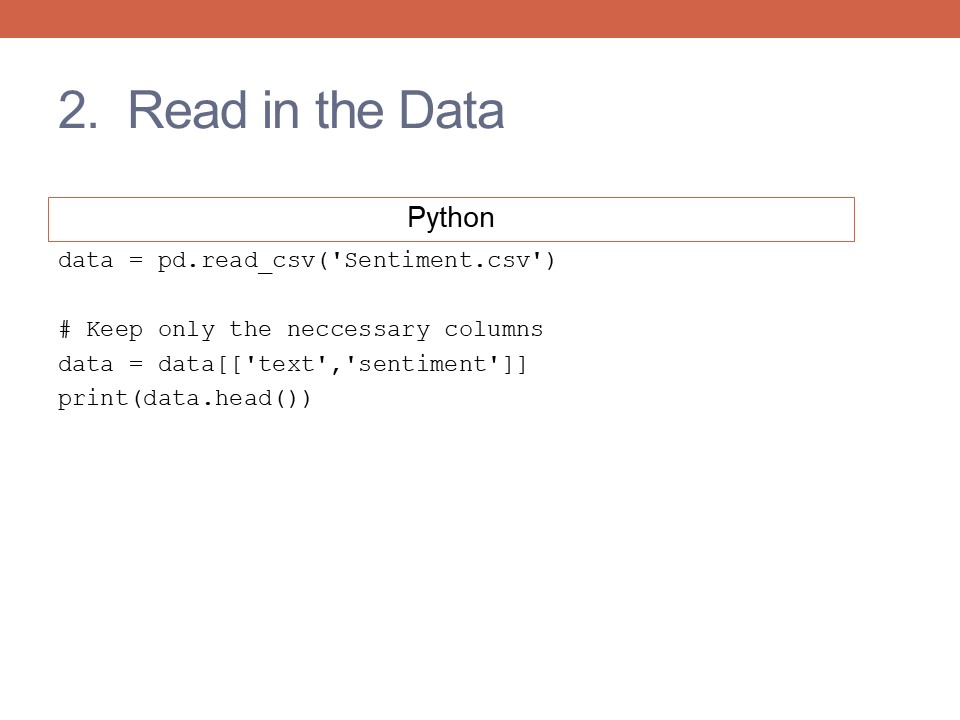 2. Read in the Data
Python
data = pd.read_csv('Sentiment.csv')
# Keep only the neccessary columns
data = data[['text','sentiment']]
print(data.head())